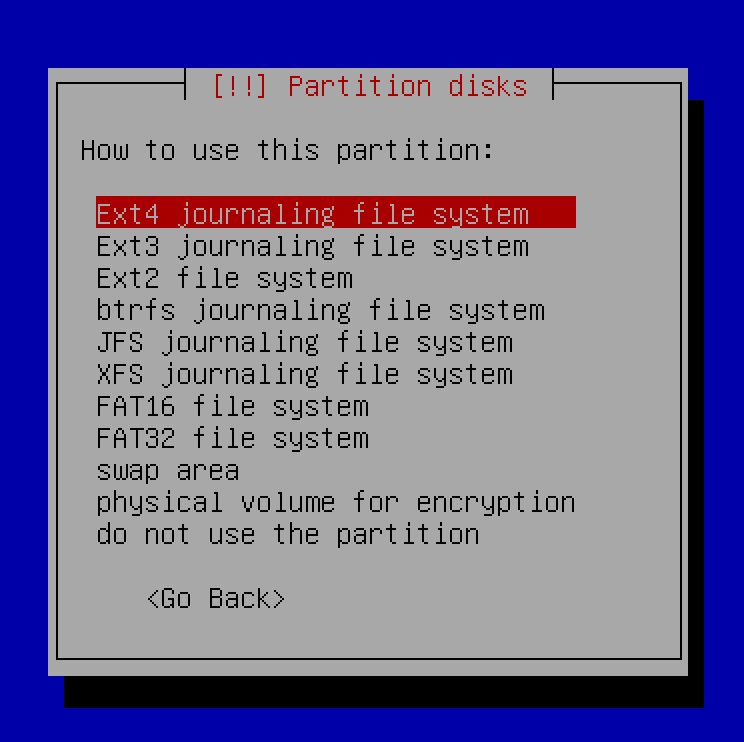 [!!] Partition disks
How to use this partition:
Ext4 journaling file system
Ext3 journaling file system
Ext2 file system
btrfs journaling file system
JFS journaling file system
XFS journaling file system
FAT16 file system
FAT32 file system
swap area
physical volume for encryption
do not use the partition
<Go Back>